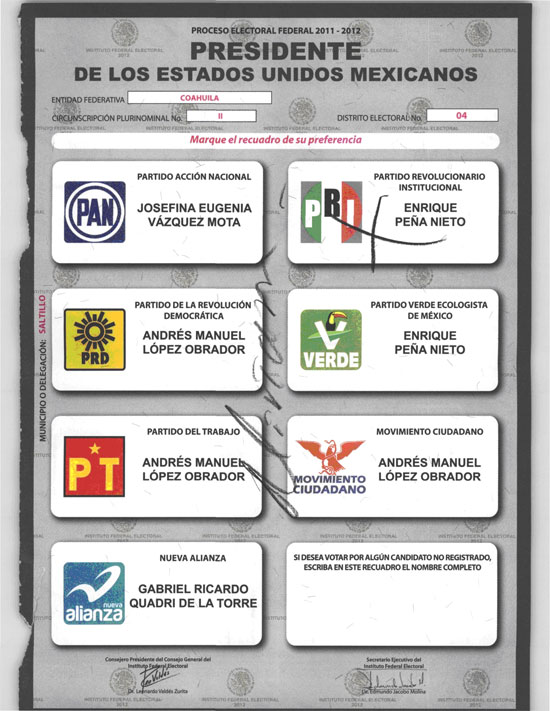 PROCESO ELECTORAL FEDERAL 2011 - 2012
PRESIDENTE
DE LOS ESTADOS UNIDOS MEXICANOS
INSTITUTO FEDERAL ELECTORAL
2012
ENTIDAD FEDERATIVA COAHUILA
CIRCUNSCRIPCIÓN PLURINOMINAL No. II DISTRITO ELECTORAL No. 04
Marque el recuadro de su preferencia
MUNICIPIO O DELEGACIÓN: SALTILLO
PARTIDO ACCIÓN NACIONAL
PAN
JOSEFINA EUGENIA
VÁZQUEZ MOTA
PARTIDO REVOLUCIONARIO
INSTITUCIONAL
PRI
ENRIQUE
PEÑA NIETO
PARTIDO DE LA REVOLUCIÓN
DEMOCRÁTICA
PRD
ANDRÉS MANUEL
LÓPEZ OBRADOR
PARTIDO VERDE ECOLOGISTA
DE MÉXICO
VERDE
ENRIQUE
PEÑA NIETO
PARTIDO DEL TRABAJO
PT
ANDRÉS MANUEL
LÓPEZ OBRADOR
MOVIMIENTO CIUDADANO
MOVIMIENTO
CIUDADANO
ANDRÉS MANUEL
LÓPEZ OBRADOR
NUEVA ALIANZA
nueva
alianza
GABRIEL RICARDO
QUADRI DE LA TORRE
SI DESEA VOTAR POR ALGÚN CANDIDATO NO REGISTRADO,
ESCRIBA EN ESTE RECUADRO EL NOMBRE COMPLETO
Consejero Presidente del Consejo General del
Instituto Federal Electoral
Dr. Leonardo Valdés Zurita
Secretario Ejecutivo del
Instituto Federal Electoral
Dr. Edmundo Jacobo Molina